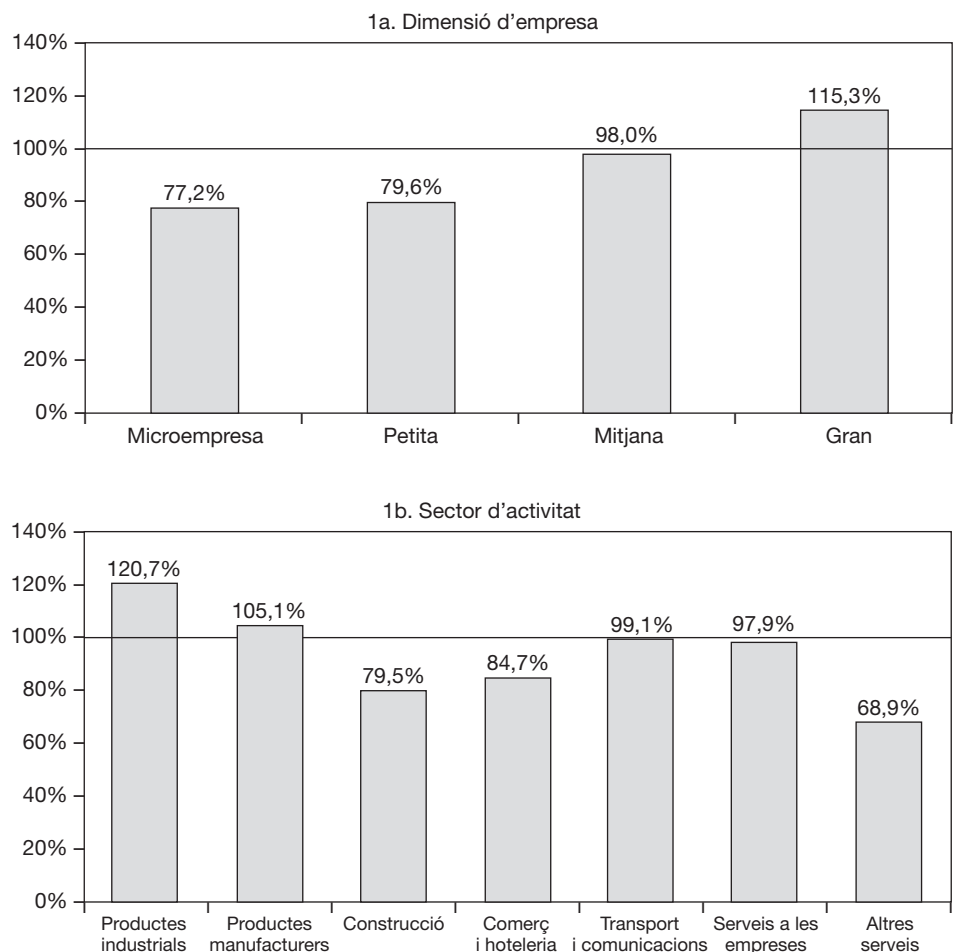 1a. Dimensió d’empresa
140%
120%
100%
80%
60%
40%
20%
0%
77,2%
79,6%
98,0%
115,3%
Microempresa
Petita
Mitjana
Gran
1b. Sector d’activitat
140%
120%
100%
80%
60%
40%
20%
0%
120,7%
105,1%
79,5%
84,7%
99,1%
97,9%
68,9%
Productes
industrials
Productes
manufacturers
Construcció
Comerç
i hoteleria
Transport
i comunicacions
Serveis a les
empreses
Altres
serveis